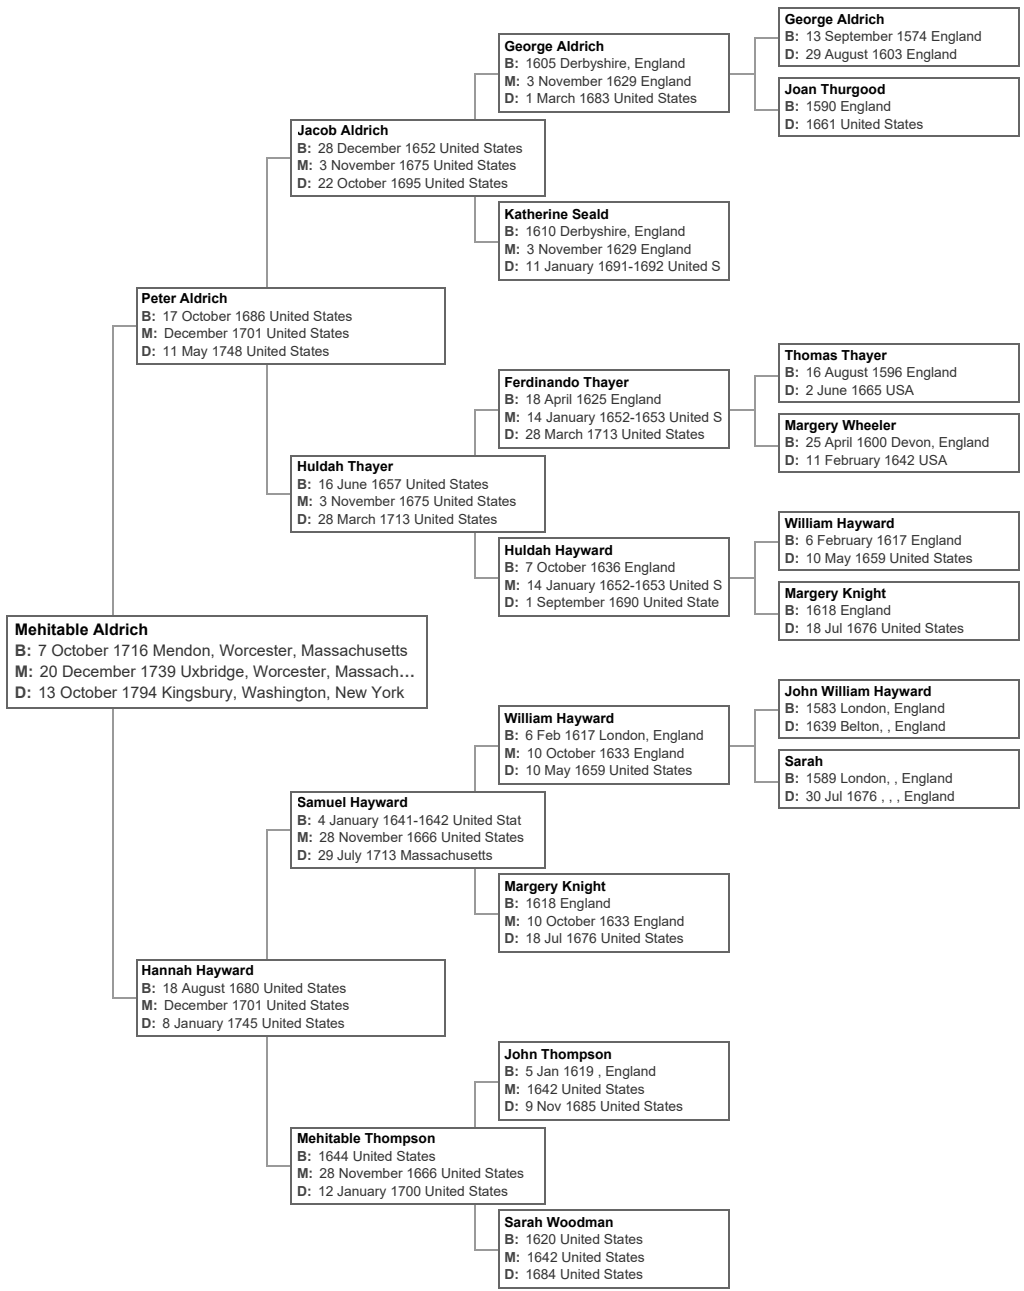 George Aldrich
B: 13 September 1574 England
D: 29 August 1603 England
George Aldrich
B: 1605 Derbyshire, England
M: 3 November 1629 England
D: 1 March 1683 United States
Joan Thurgood
B: 1590 England
D: 1661 United States
Jacob Aldrich
B: 28 December 1652 United States
M: 3 November 1675 United States
D: 22 October 1695 United States
Katherine Seald
B: 1610 Derbyshire, England
M: 3 November 1629 England
D: 11 January 1691-1692 United S
Peter Aldrich
B: 17 October 1686 United States
M: December 1701 United States
D: 11 May 1748 United States
Thomas Thayer
B: 16 August 1596 England
D: 2 June 1665 USA
Ferdinando Thayer
B: 18 April 1625 England
M: 14 January 1652-1653 United S
D: 28 March 1713 United States
Margery Wheeler
B: 25 April 1600 Devon, England
D: 11 February 1642 USA
Huldah Thayer
B: 16 June 1657 United States
M: 3 November 1675 United States
D: 28 March 1713 United States
William Hayward
B: 6 February 1617 England
D: 10 May 1659 United States
Huldah Hayward
B: 7 October 1636 England
M: 14 January 1652-1653 United S
D: 1 September 1690 United State
Margery Knight
B: 1618 England
D: 18 Jul 1676 United States
Mehitable Aldrich
B: 7 October 1716 Mendon, Worcester, Massachusetts
M: 20 December 1739 Uxbridge, Worcester, Massach...
D: 13 October 1794 Kingsbury, Washington, New York
John William Hayward
B: 1583 London, England
D: 1639 Belton, , England
William Hayward
B: 6 Feb 1617 London, England
M: 10 October 1633 England
D: 10 May 1659 United States
Sarah
B: 1589 London, , England
D: 30 Jul 1676 , , , England
Samuel Hayward
B: 4 January 1641-1642 United Stat
M: 28 November 1666 United States
D: 29 July 1713 Massachusetts
Margery Knight
B: 1618 England
M: 10 October 1633 England
D: 18 Jul 1676 United States
Hannah Hayward
B: 18 August 1680 United States
M: December 1701 United States
D: 8 January 1745 United States
John Thompson
B: 5 Jan 1619 , England
M: 1642 United States
D: 9 Nov 1685 United States
Mehitable Thompson
B: 1644 United States
M: 28 November 1666 United States
D: 12 January 1700 United States
Sarah Woodman
B: 1620 United States
M: 1642 United States
D: 1684 United States